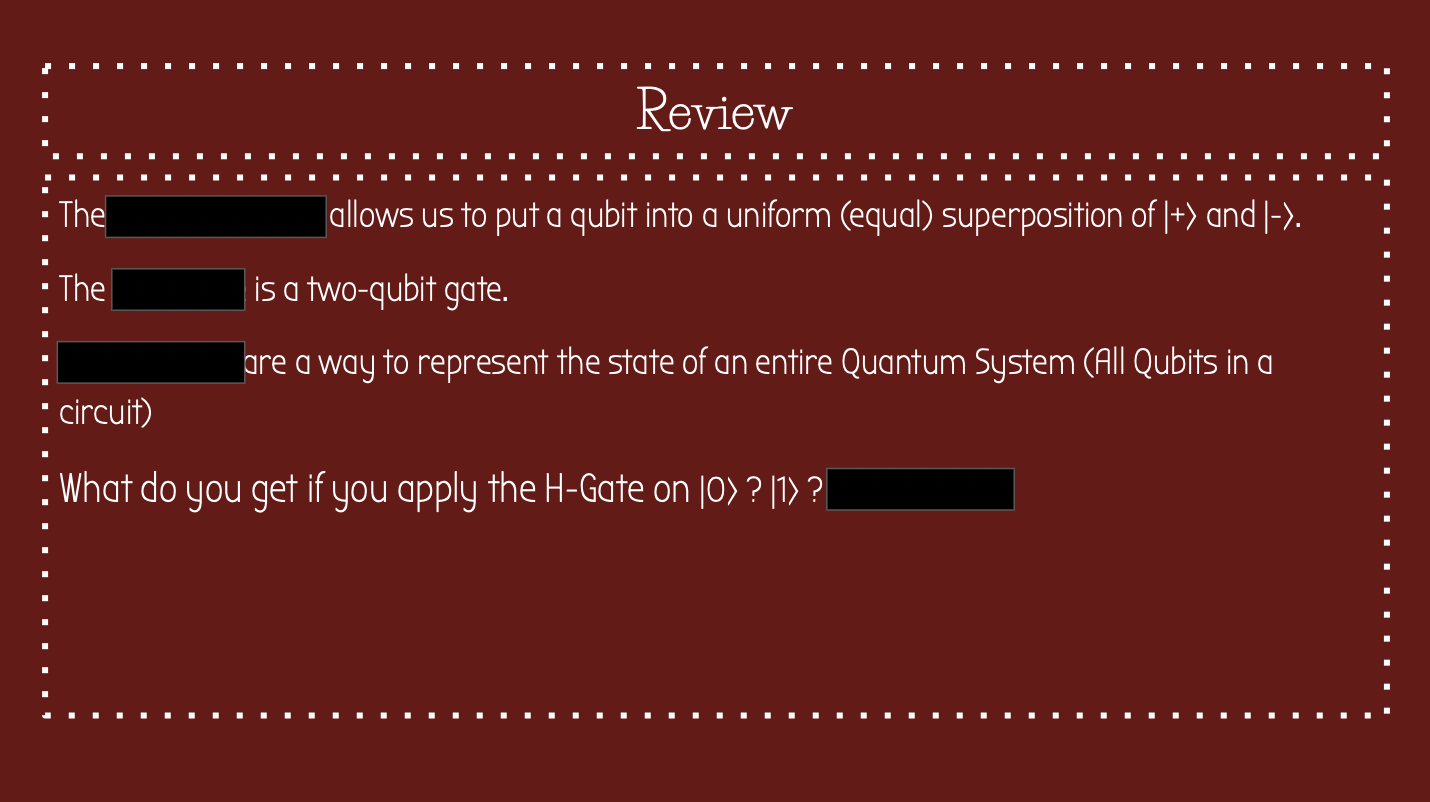 Review
The allows us to put a qubit into a uniform (equal) superposition of |+⟩ and |-⟩.
The is a two-qubit gate.
are a way to represent the state of an entire Quantum System (All Qubits in a
circuit)
What do you get if you apply the H-Gate on |0⟩ ? |1⟩ ?